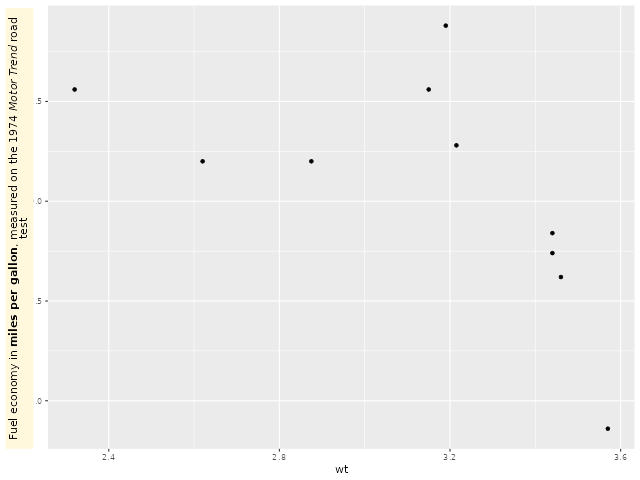 Fuel economy in miles per gallon, measured on the 1974 Motor Trend road
test
.5
.0
.5
.0
2.4
2.8
3.2
3.6
wt